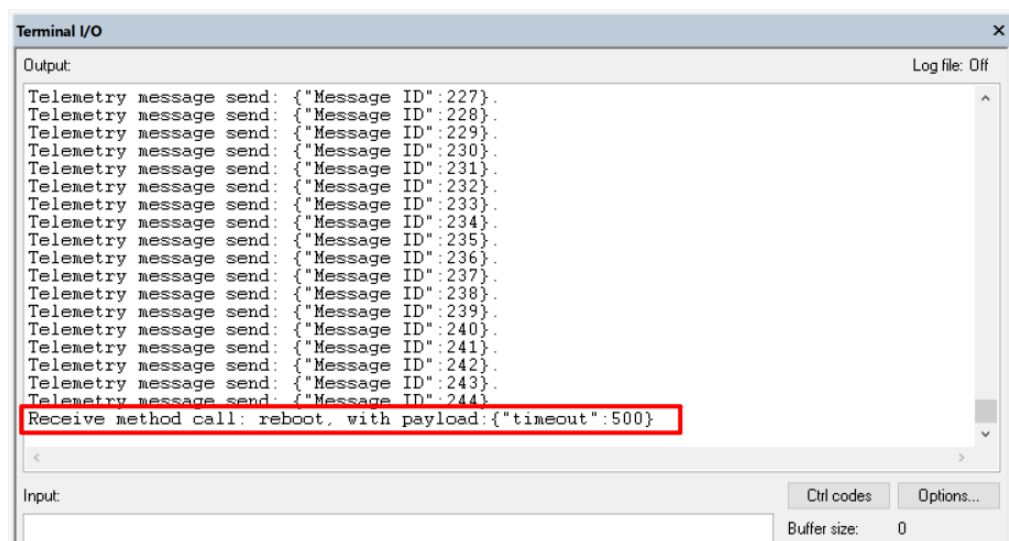 Terminal I/O
Output: Log file: Off
Telemetry message send: {"Message ID":227}.
Telemetry message send: {"Message ID":228}.
Telemetry message send: {"Message ID":229}.
Telemetry message send: {"Message ID":230}.
Telemetry message send: {"Message ID":231}.
Telemetry message send: {"Message ID":232}.
Telemetry message send: {"Message ID":233}.
Telemetry message send: {"Message ID":234}.
Telemetry message send: {"Message ID":235}.
Telemetry message send: {"Message ID":236}.
Telemetry message send: {"Message ID":237}.
Telemetry message send: {"Message ID":238}.
Telemetry message send: {"Message ID":239}.
Telemetry message send: {"Message ID":240}.
Telemetry message send: {"Message ID":241}.
Telemetry message send: {"Message ID":242}.
Telemetry message send: {"Message ID":243}.
Telemetry message send: {"Message ID":244}.
Receive method call: reboot, with payload:{"timeout":500}
Input: Ctrl codes Options...
Buffer size: 0